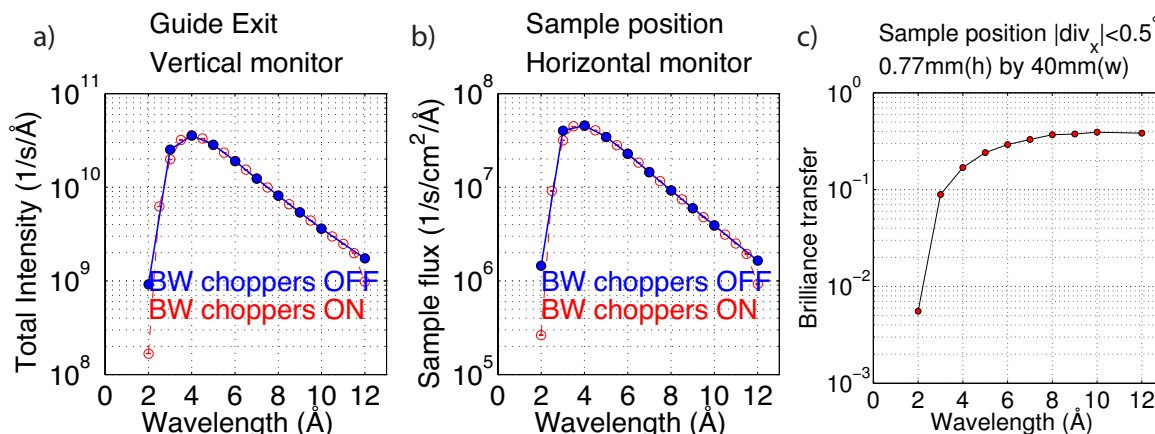 a)
Guide Exit
Vertical monitor
10^11
10^10
10^9
10^8
Total Intensity (1/s/Å)
BW choppers OFF
BW choppers ON
0 2 4 6 8 10 12
Wavelength (Å)
b)
Sample position
Horizontal monitor
10^8
10^7
10^6
10^5
Sample flux (1/s/cm^2/Å)
BW choppers OFF
BW choppers ON
0 2 4 6 8 10 12
Wavelength (Å)
c)
Sample position |div_x|<0.5°
0.77mm(h) by 40mm(w)
10^0
10^-1
10^-2
10^-3
Brilliance transfer
0 2 4 6 8 10 12
Wavelength (Å)